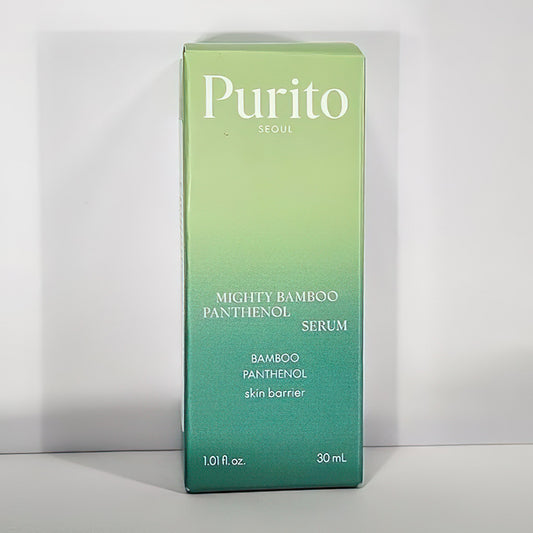 Purito
SEOUL
MIGHTY BAMBOO
PANTHENOL
SERUM
BAMBOO
PANTHENOL
skin barrier
1.01 fl. oz. 30 mL